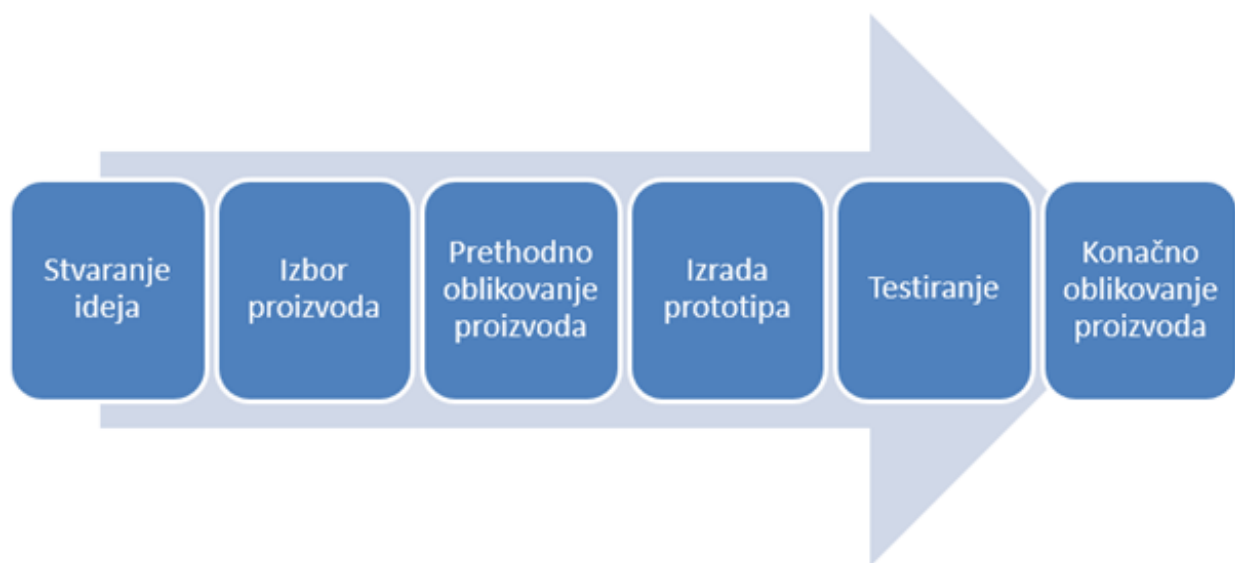 Stvaranje
ideja
Izbor
proizvoda
Prethodno
oblikovanje
proizvoda
Izrada
prototipa
Testiranje
Konačno
oblikovanje
proizvoda